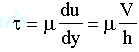 τ = μ du/dy = μ V/h